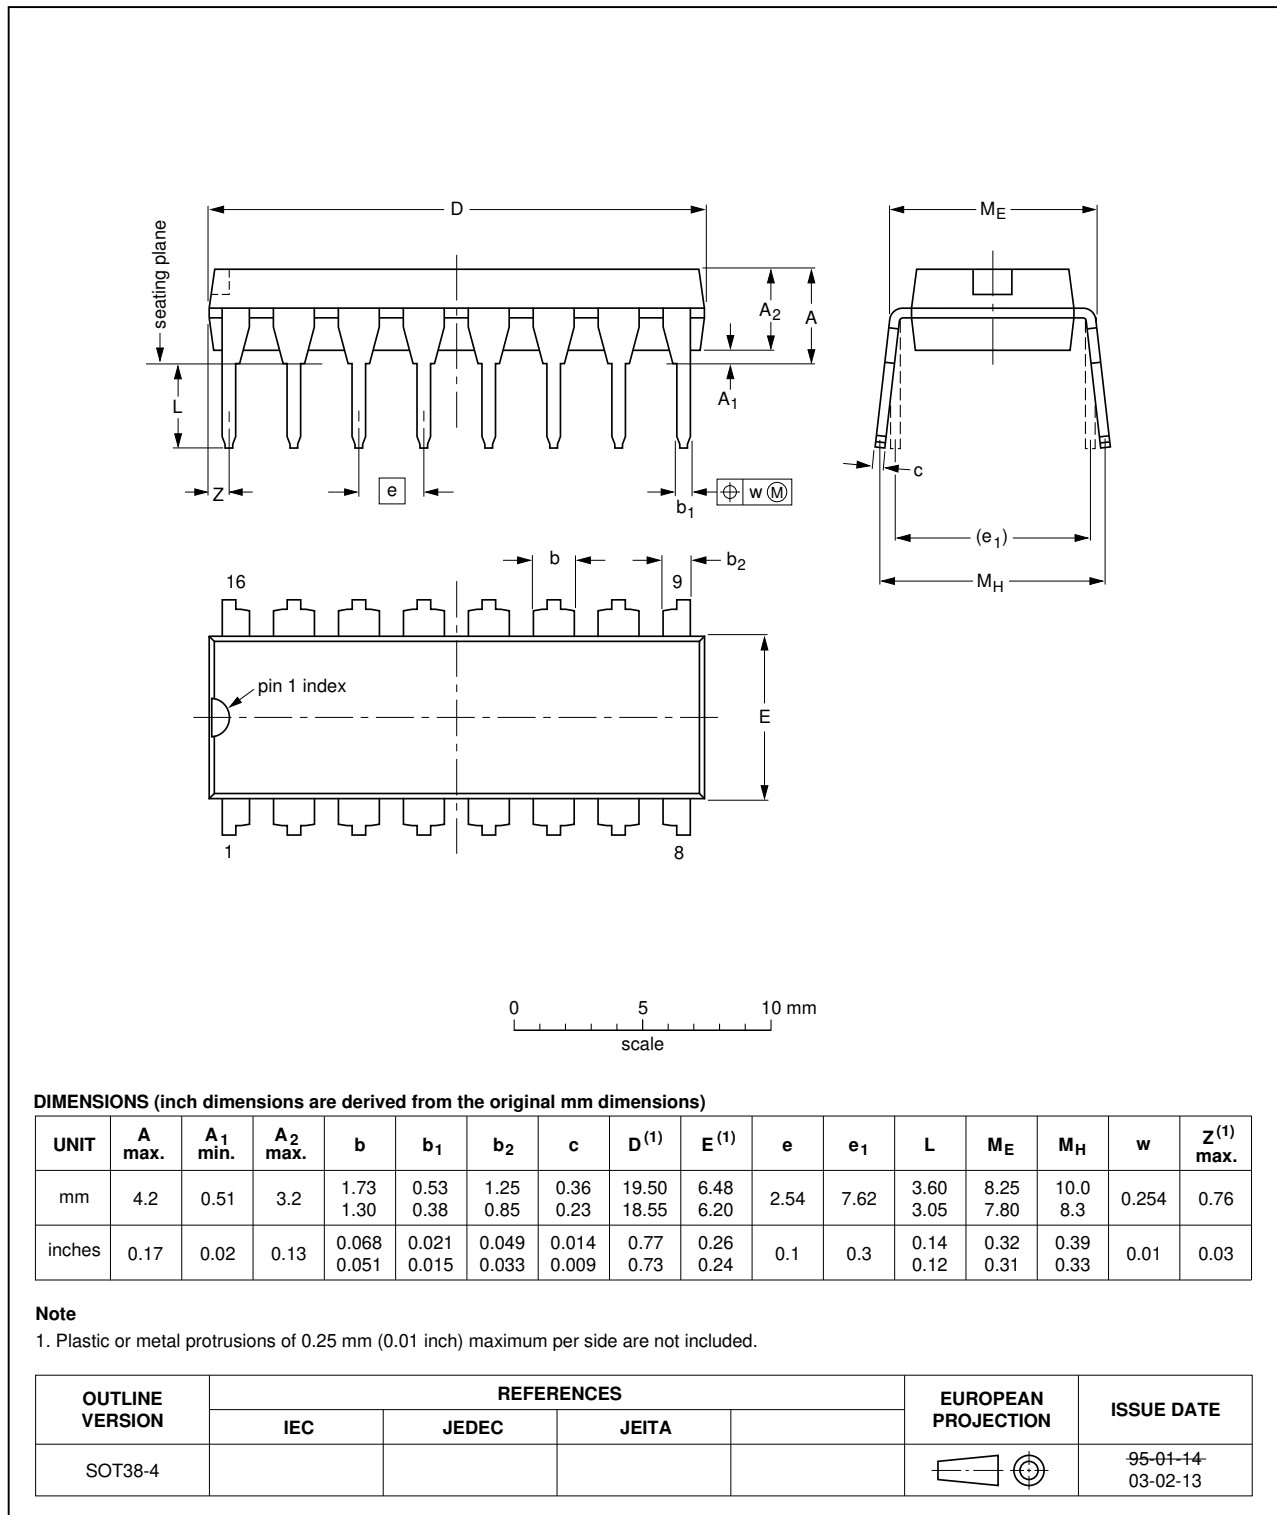 D
M_E
seating plane
A_2
A
A_1
L
Z
e
b_1
w M
c
(e_1)
M_H
b
b_2
16
9
pin 1 index
E
1
8
0 5 10 mm
scale
DIMENSIONS (inch dimensions are derived from the original mm dimensions)
UNIT A max. A_1 min. A_2 max. b b_1 b_2 c D(1) E(1) e e_1 L M_E M_H w Z(1) max.
mm 4.2 0.51 3.2 1.73 1.30 0.53 0.38 1.25 0.85 0.36 0.23 19.50 18.55 6.48 6.20 2.54 7.62 3.60 3.05 8.25 7.80 10.0 8.3 0.254 0.76
inches 0.17 0.02 0.13 0.068 0.051 0.021 0.015 0.049 0.033 0.014 0.009 0.77 0.73 0.26 0.24 0.1 0.3 0.14 0.12 0.32 0.31 0.39 0.33 0.01 0.03
Note
1. Plastic or metal protrusions of 0.25 mm (0.01 inch) maximum per side are not included.
OUTLINE VERSION REFERENCES EUROPEAN PROJECTION ISSUE DATE
IEC JEDEC JEITA
SOT38-4 95-01-14
03-02-13